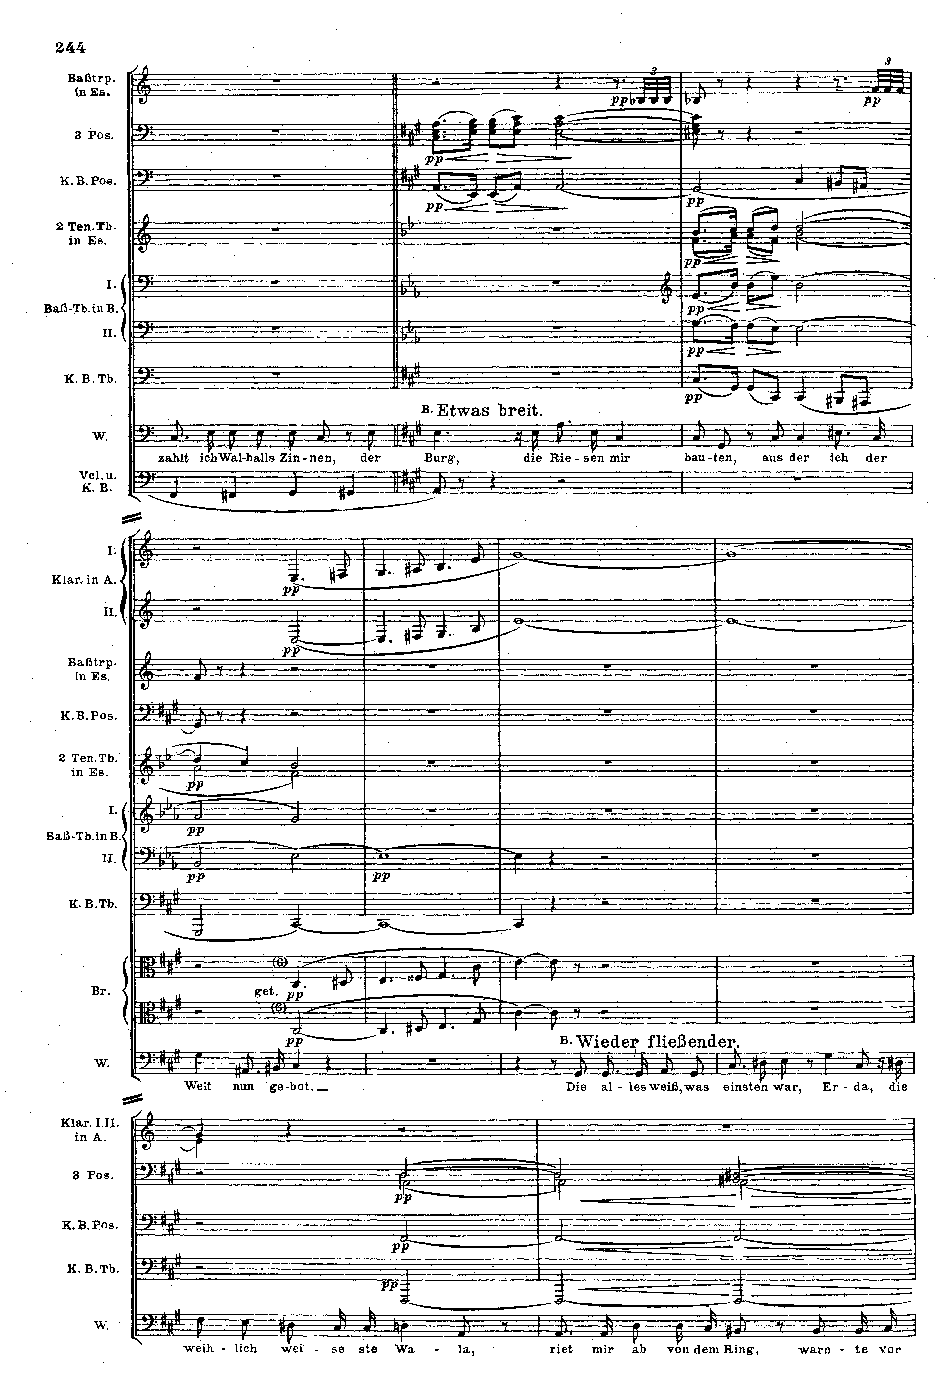 244
Baßtrp.
in Es.
3
3
pp
pp
3 Pos.
pp
K. B. Pos.
pp
pp
2 Ten. Tb.
in Es.
pp
I.
Baß-Tb. in B.
pp
II.
pp
K. B. Tb.
pp
B. Etwas breit.
W.
zahlt ich Wal-halls Zin-nen, der Burg, die Rie-sen mir bau-ten, aus der ich der
Vcl. u.
K. B.
I.
Klar. in A.
pp
II.
pp
Baßtrp.
in Es.
K. B. Pos.
2 Ten. Tb.
in Es.
pp
I.
Baß-Tb. in B.
pp
II.
pp
pp
K. B. Tb.
(6)
get. pp
Br.
(6)
pp
B. Wieder fließender.
W.
Welt nun ge-bot. Die al-les weiß, was einsten war, Er-da, die
Klar. I. II.
in A.
3 Pos.
pp
K. B. Pos.
pp
K. B. Tb.
pp
W.
weih-lich wei-se ste Wa-la, riet mir ab von dem Ring, warn-te vor